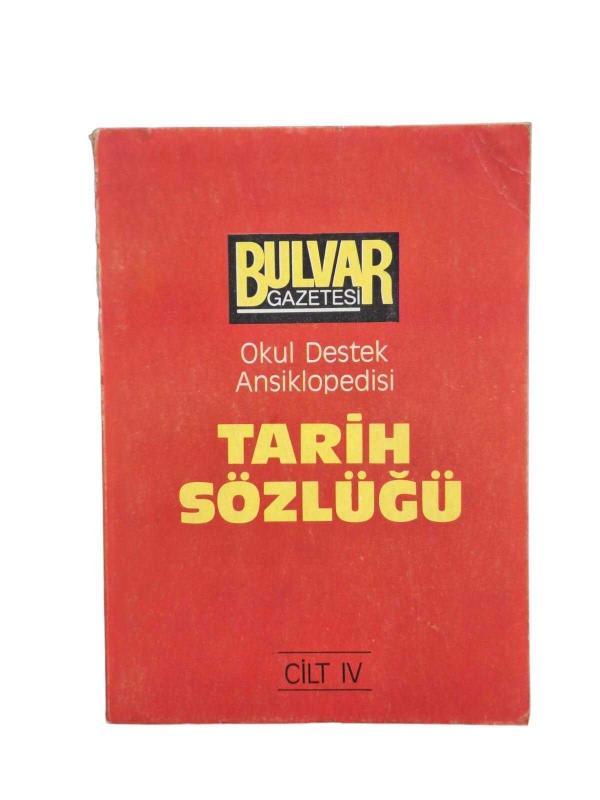 BULVAR
GAZETESİ
Okul Destek
Ansiklopedisi
TARİH
SÖZLÜĞÜ
CİLT IV